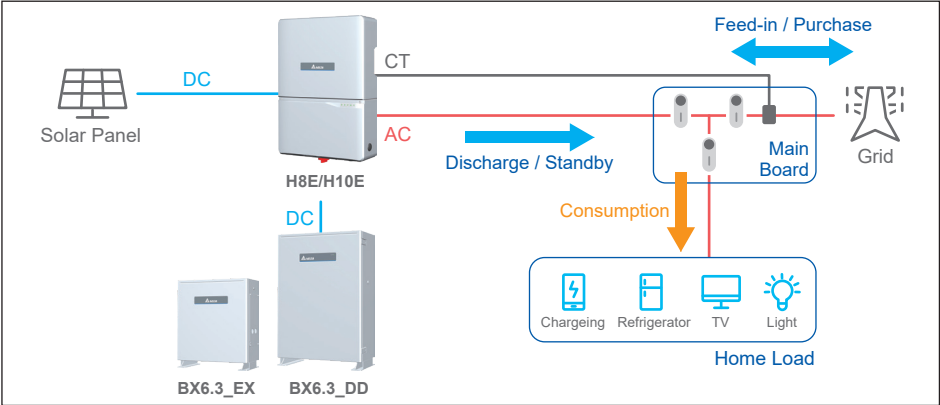 Feed-in / Purchase
CT
DC
Solar Panel
AC
Main
Board
Grid
Discharge / Standby
H8E/H10E
Consumption
DC
Chargeing
Refrigerator
TV
Light
Home Load
BX6.3_EX
BX6.3_DD